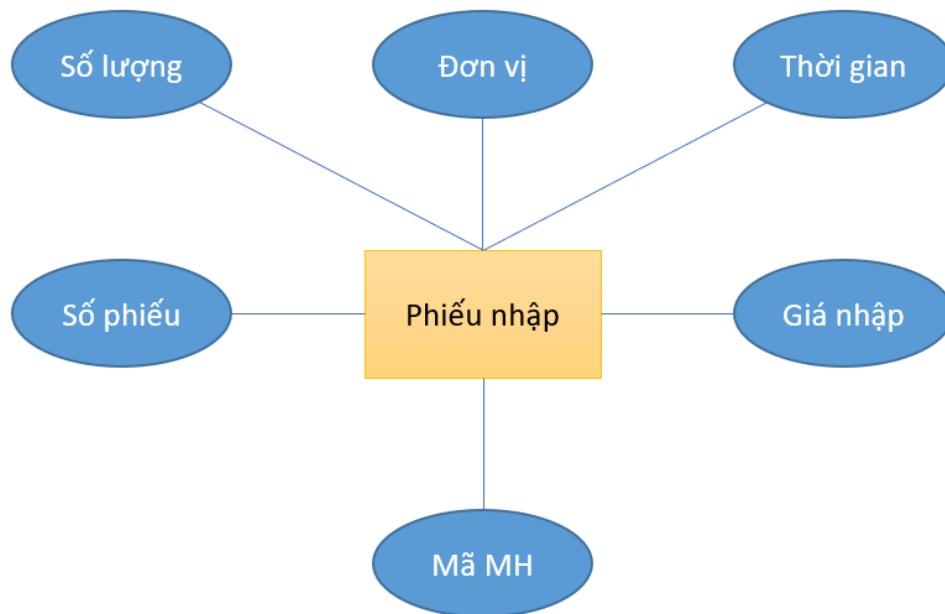 Số lượng
Đơn vị
Thời gian
Số phiếu
Phiếu nhập
Giá nhập
Mã MH